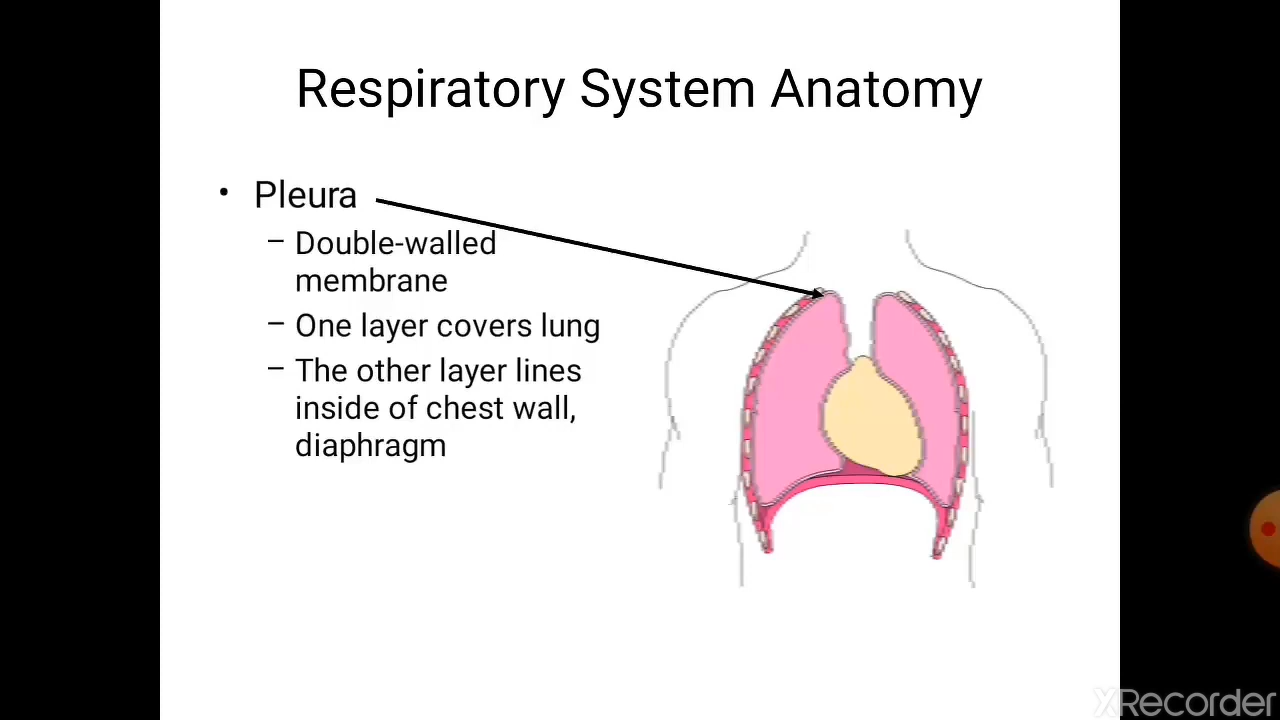 Respiratory System Anatomy
• Pleura
– Double-walled
membrane
– One layer covers lung
– The other layer lines
inside of chest wall,
diaphragm
XRecorder